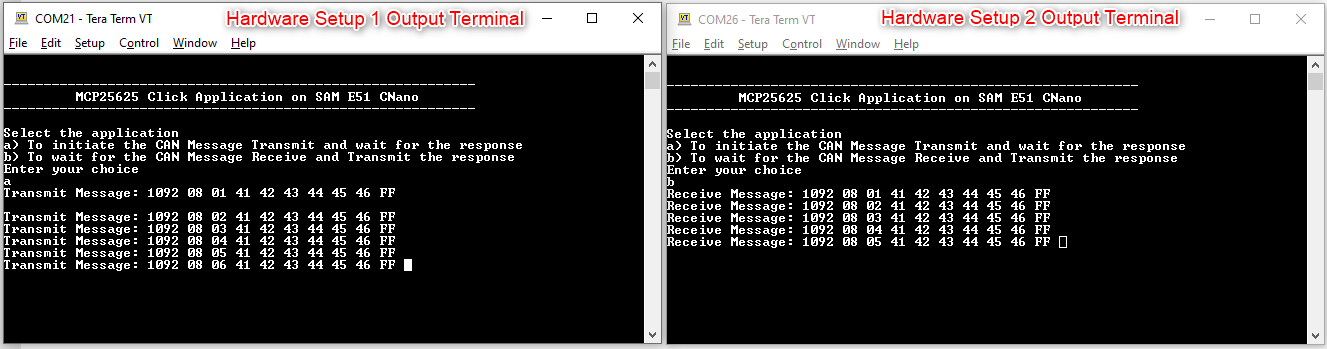 COM21 - Tera Term VT
Hardware Setup 1 Output Terminal
File Edit Setup Control Window Help
--------------------------------------------------------------
MCP25625 Click Application on SAM E51 CNano
--------------------------------------------------------------
Select the application
a) To initiate the CAN Message Transmit and wait for the response
b) To wait for the CAN Message Receive and Transmit the response
Enter your choice
a
Transmit Message: 1092 08 01 41 42 43 44 45 46 FF
Transmit Message: 1092 08 02 41 42 43 44 45 46 FF
Transmit Message: 1092 08 03 41 42 43 44 45 46 FF
Transmit Message: 1092 08 04 41 42 43 44 45 46 FF
Transmit Message: 1092 08 05 41 42 43 44 45 46 FF
Transmit Message: 1092 08 06 41 42 43 44 45 46 FF
COM26 - Tera Term VT
Hardware Setup 2 Output Terminal
File Edit Setup Control Window Help
--------------------------------------------------------------
MCP25625 Click Application on SAM E51 CNano
--------------------------------------------------------------
Select the application
a) To initiate the CAN Message Transmit and wait for the response
b) To wait for the CAN Message Receive and Transmit the response
Enter your choice
b
Receive Message: 1092 08 01 41 42 43 44 45 46 FF
Receive Message: 1092 08 02 41 42 43 44 45 46 FF
Receive Message: 1092 08 03 41 42 43 44 45 46 FF
Receive Message: 1092 08 04 41 42 43 44 45 46 FF
Receive Message: 1092 08 05 41 42 43 44 45 46 FF